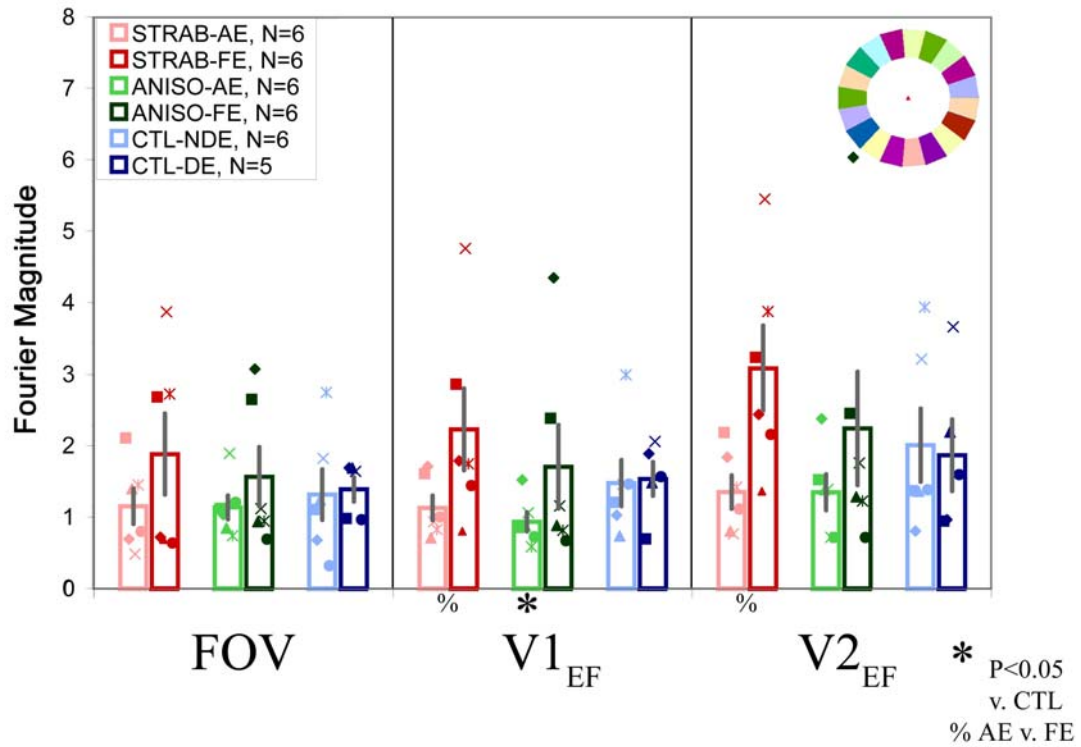 8
7
6
5
4
3
2
1
0
Fourier Magnitude
STRAB-AE, N=6
STRAB-FE, N=6
ANISO-AE, N=6
ANISO-FE, N=6
CTL-NDE, N=6
CTL-DE, N=5
% * %
FOV V1EF V2EF
* P<0.05
v. CTL
% AE v. FE